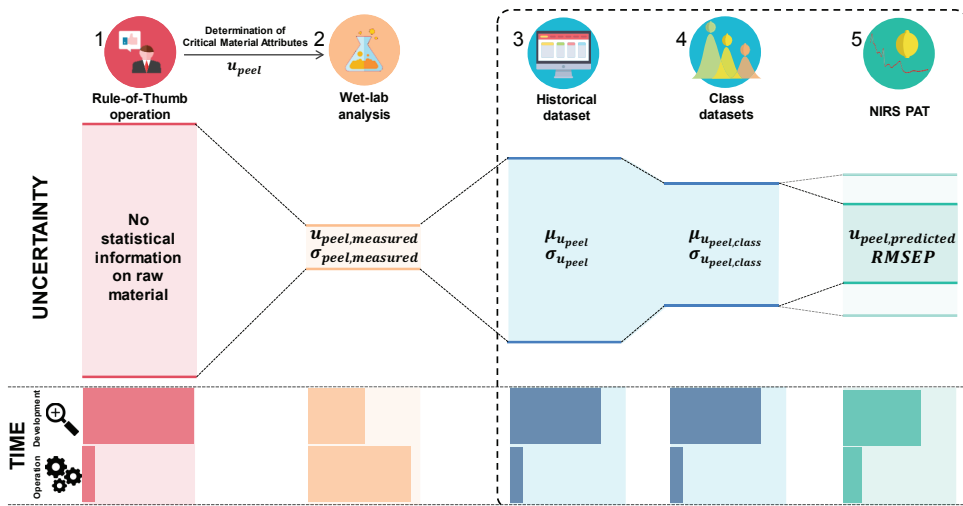 1
Determination of
Critical Material Attributes
u_peel
2
3
4
5
Rule-of-Thumb
operation
Wet-lab
analysis
Historical
dataset
Class
datasets
NIRS PAT
UNCERTAINTY
No
statistical
information
on raw
material
u_peel,measured
σ_peel,measured
μ_u_peel
σ_u_peel
μ_u_peel,class
σ_u_peel,class
u_peel,predicted
RMSEP
TIME
Development
Operation